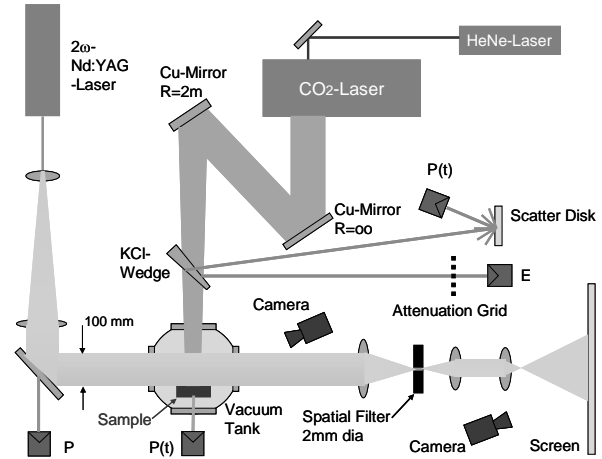 2ω-
Nd:YAG
-Laser
HeNe-Laser
Cu-Mirror
R=2m
CO2-Laser
P(t)
Scatter Disk
Cu-Mirror
R=oo
KCl-
Wedge
E
Camera
Attenuation Grid
100 mm
Sample
Vacuum
Tank
Spatial Filter
2mm dia
P
P(t)
Camera
Screen